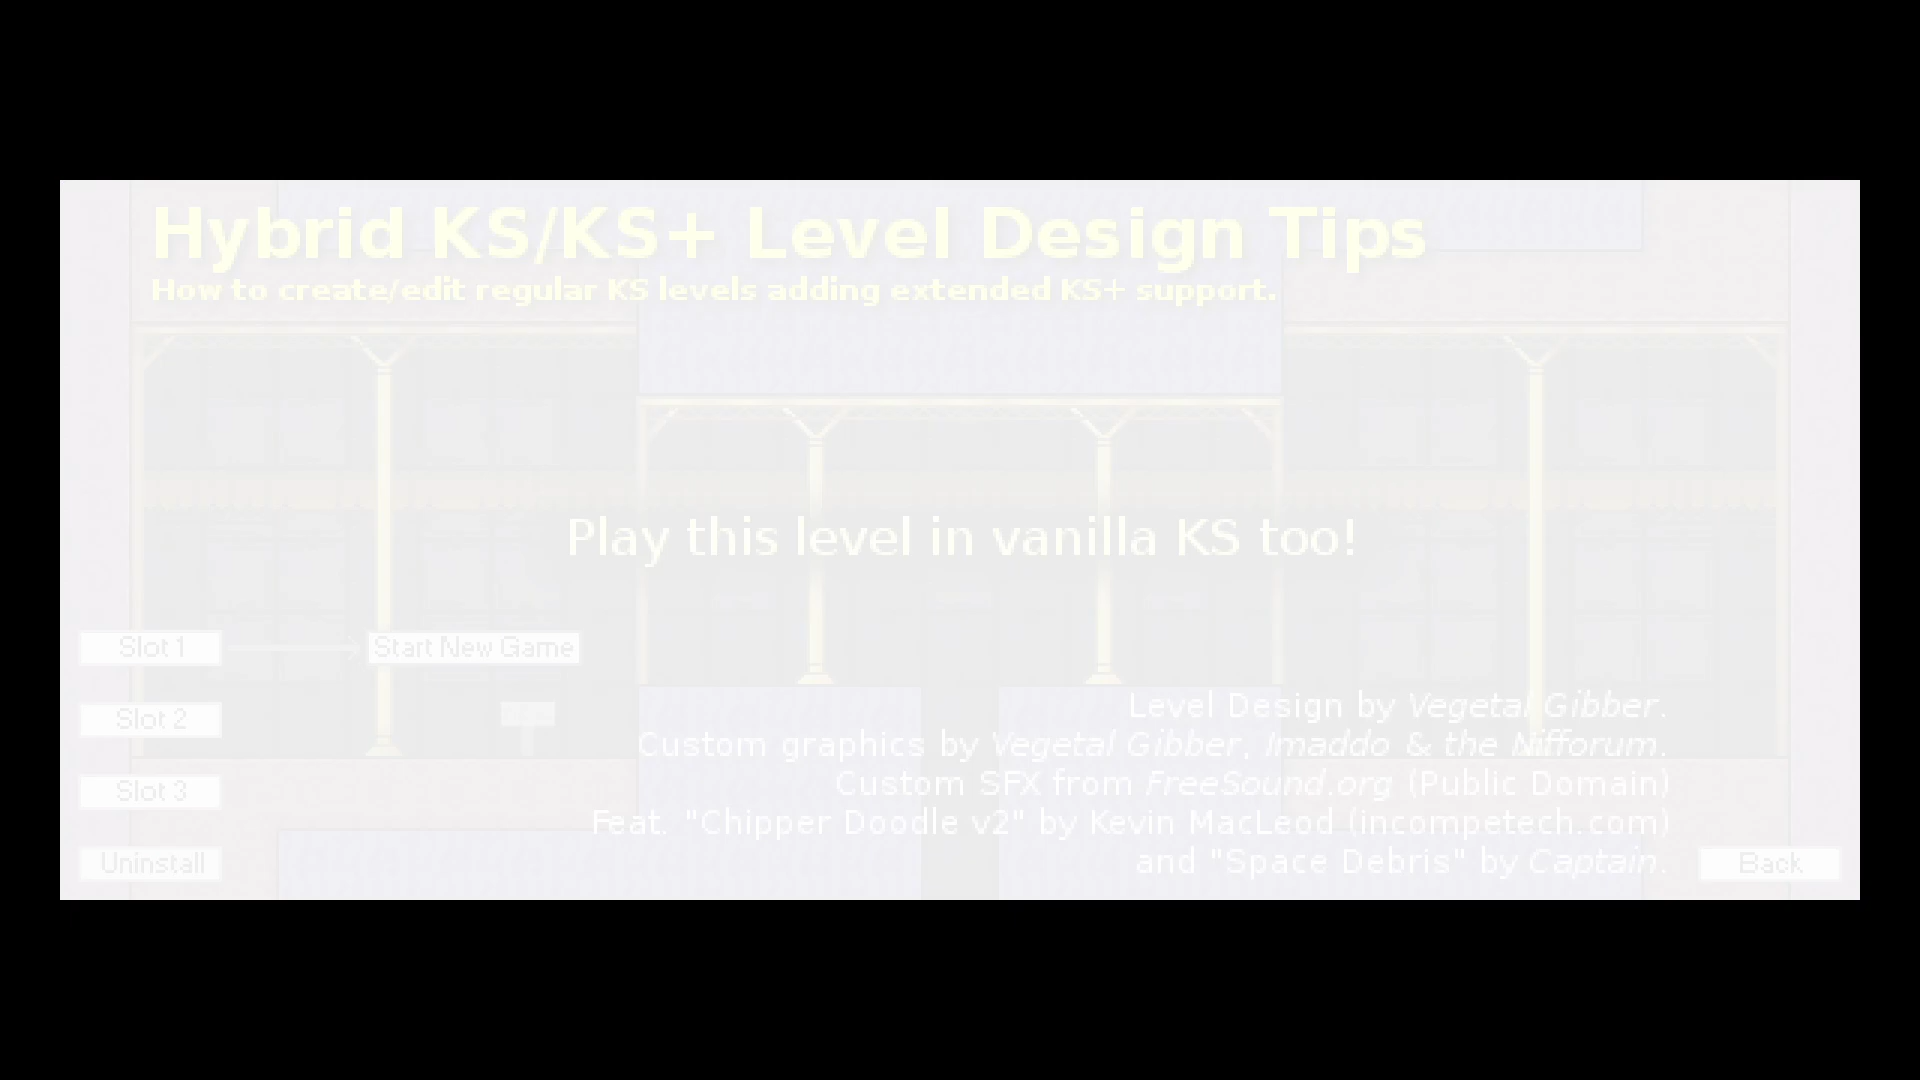 Hybrid KS/KS+ Level Design Tips
How to create/edit regular KS levels adding extended KS+ support.
Play this level in vanilla KS too!
Slot 1
Start New Game
Slot 2
Slot 3
Uninstall
Level Design by Vegetal Gibber.
Custom graphics by Vegetal Gibber, Imaddo & the Nifforum.
Custom SFX from FreeSound.org (Public Domain)
Feat. "Chipper Doodle v2" by Kevin MacLeod (incompetech.com)
and "Space Debris" by Captain.
Back